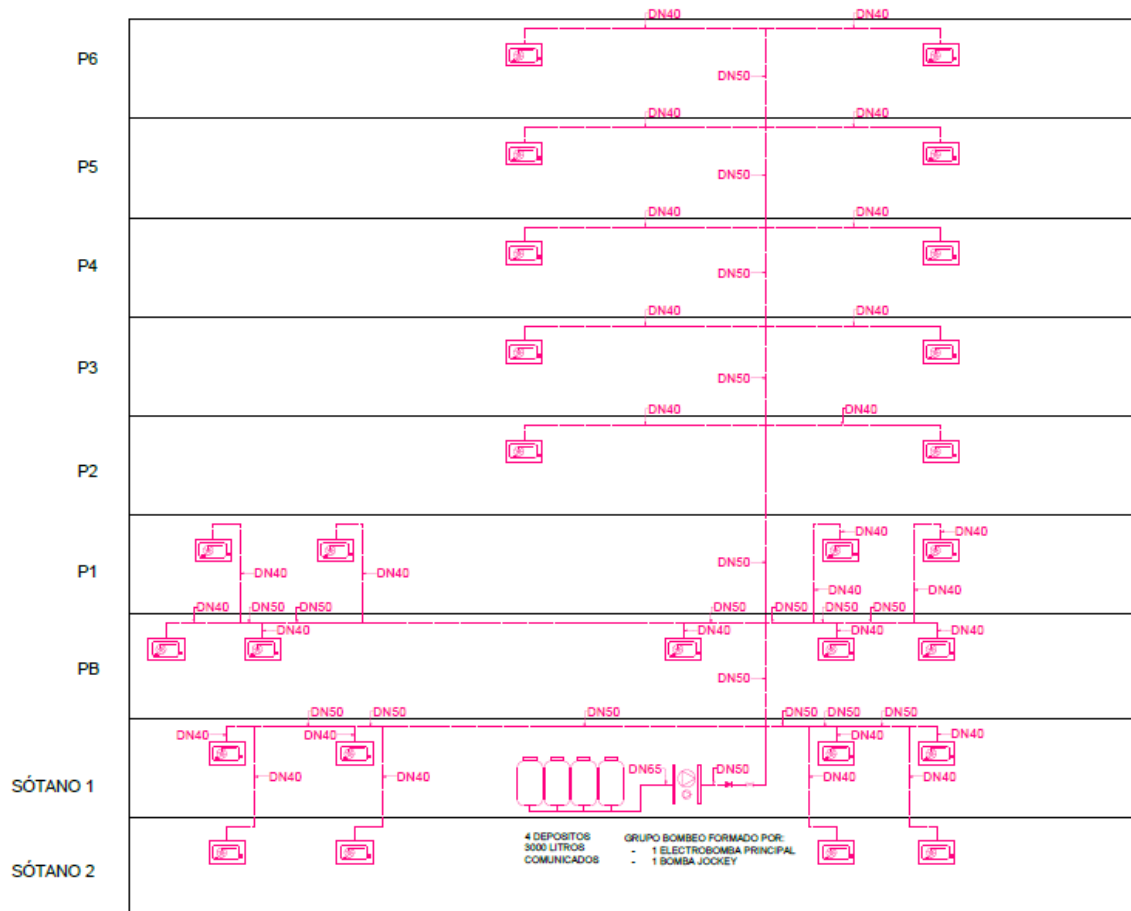 DN40 DN40
P6
DN50
DN40 DN40
P5
DN50
DN40 DN40
P4
DN50
DN40 DN40
P3
DN50
DN40 DN40
P2
DN40 DN40
DN50
P1
DN40 DN40
DN40 DN40
DN40 DN50 DN50 DN50 DN50 DN50 DN50
DN40 DN40 DN40 DN40
PB
DN50
DN50 DN50 DN50 DN50 DN50 DN50
DN40 DN40 DN40 DN40
DN65 DN50
DN40 DN40 DN40 DN40
SÓTANO 1
4 DEPOSITOS
3000 LITROS
COMUNICADOS
GRUPO BOMBEO FORMADO POR:
- 1 ELECTROBOMBA PRINCIPAL
- 1 BOMBA JOCKEY
SÓTANO 2